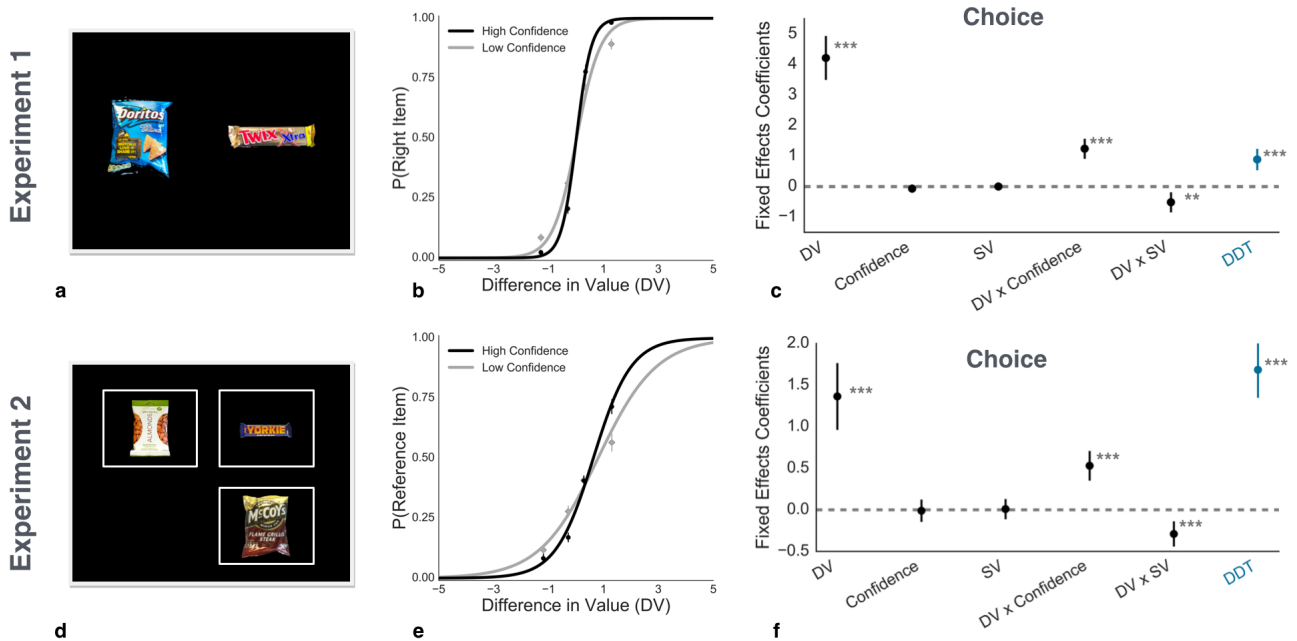 Experiment 1
Doritos
TWIX Xtra
a
1.00
0.75
0.50
0.25
0.00
P(Right Item)
High Confidence
Low Confidence
−5
−3
−1
1
3
5
Difference in Value (DV)
b
Choice
Fixed Effects Coefficients
5
4
3
2
1
0
−1
***
***
**
***
DV
Confidence
SV
DV x Confidence
DV x SV
DDT
c
Experiment 2
ALMONDS
YORKIE
McCOYS
FLAME GRILLED
STEAK
d
1.00
0.75
0.50
0.25
0.00
P(Reference Item)
High Confidence
Low Confidence
−5
−3
−1
1
3
5
Difference in Value (DV)
e
Choice
Fixed Effects Coefficients
2.0
1.5
1.0
0.5
0.0
−0.5
***
***
***
***
DV
Confidence
SV
DV x Confidence
DV x SV
DDT
f